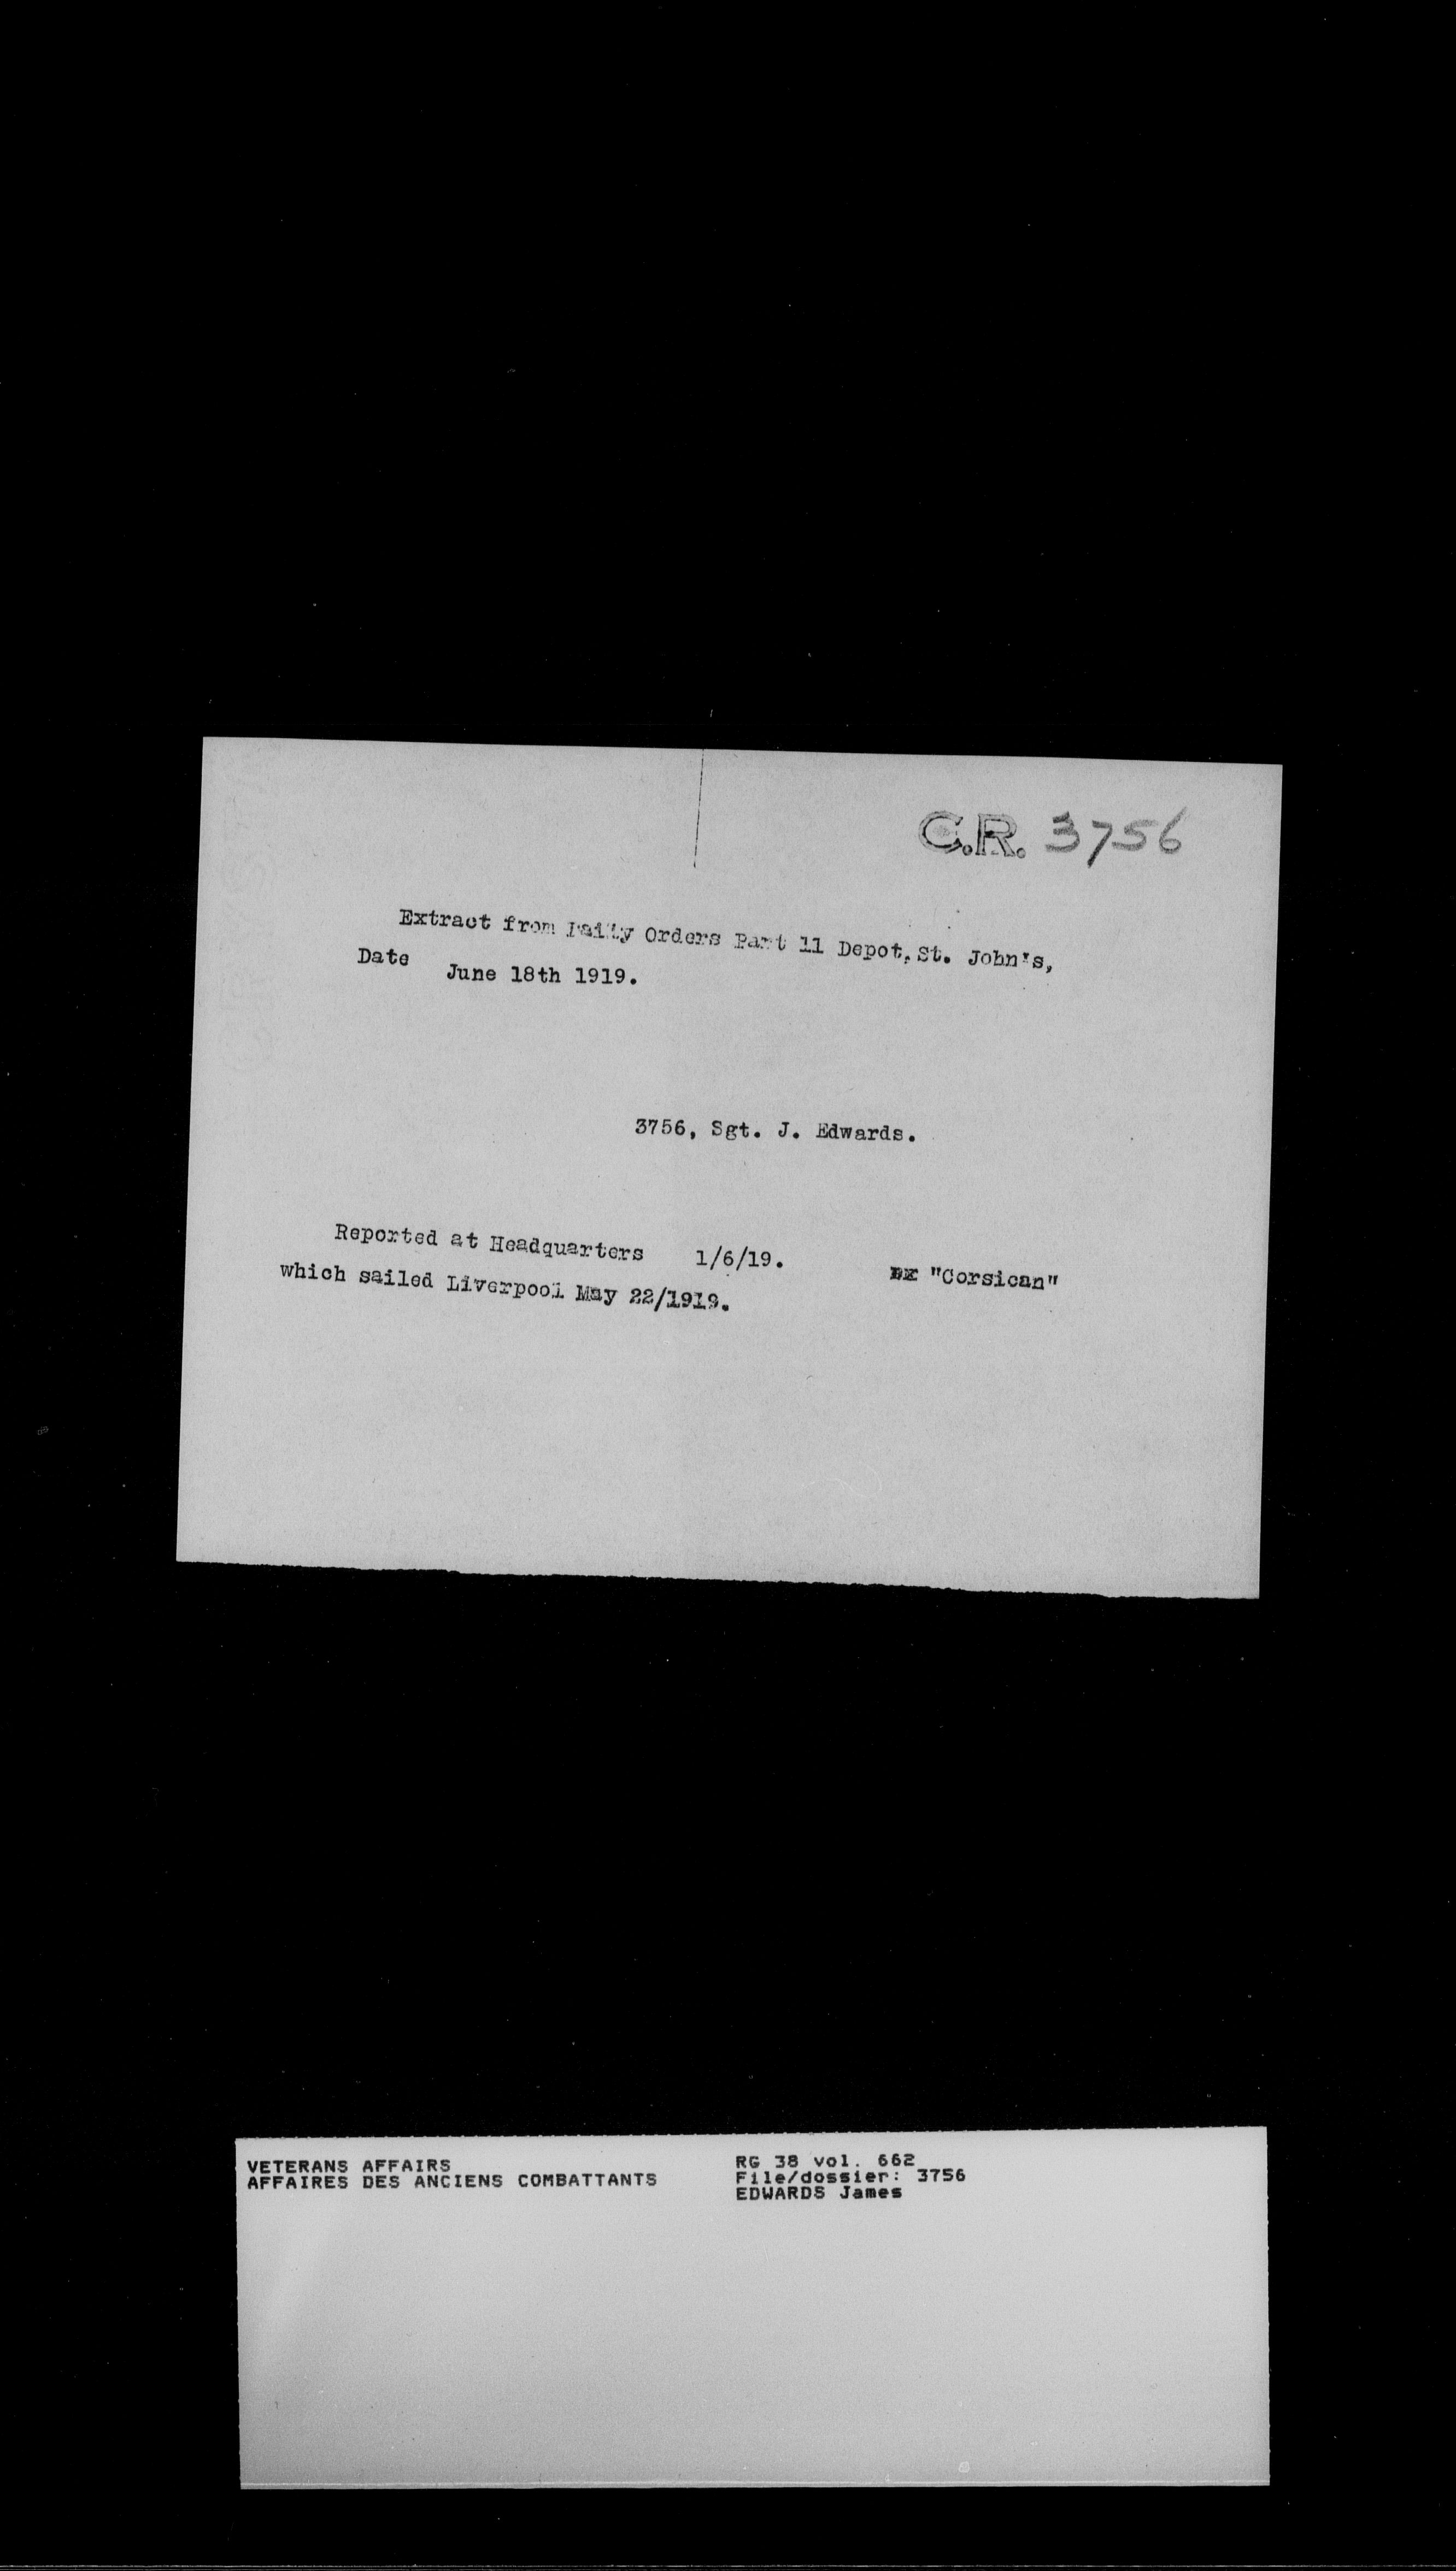 C.R. 3756
Extract from Daily Orders Part 11 Depot, St. John's,
Date June 18th 1919.
3756, Sgt. J. Edwards.
Reported at Headquarters 1/6/19. ex "Corsican"
which sailed Liverpool May 22/1919.
VETERANS AFFAIRS
AFFAIRES DES ANCIENS COMBATTANTS
RG 38 vol. 662
File/dossier: 3756
EDWARDS James